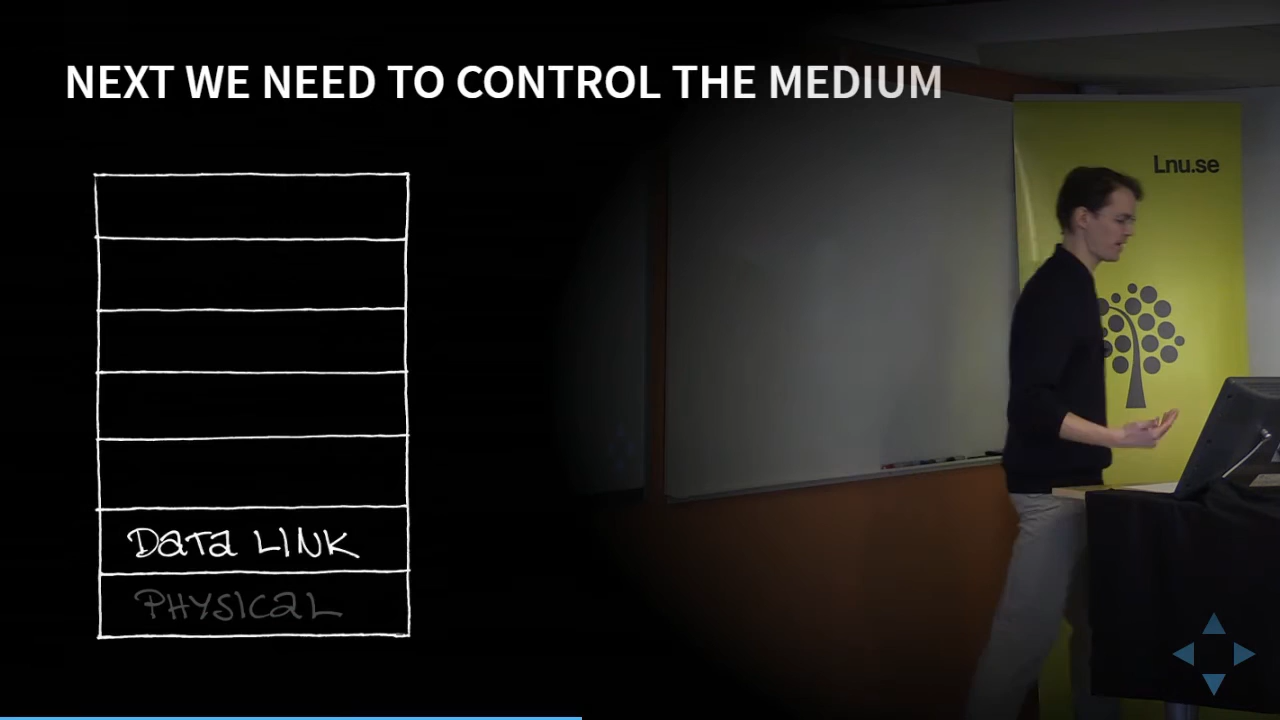 NEXT WE NEED TO CONTROL THE MEDIUM
Lnu.se
Data LINK
PHYSICaL